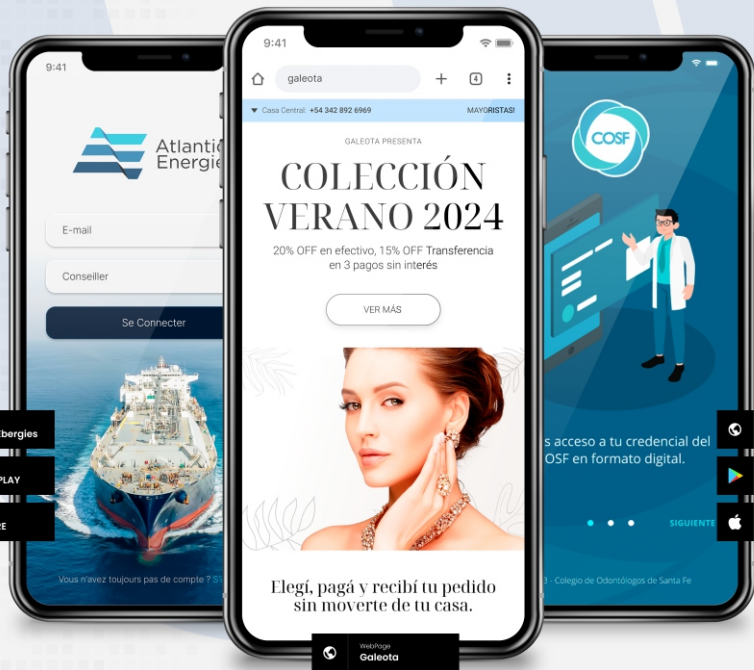 9:41
Atlantic
Energie
E-mail
Conseiller
Se Connecter
Vous n'avez toujours pas de compte ?
Ebergies
PLAY
RE
9:41
galeota
4
Casa Central: +54 342 892 6969
MAYORISTAS!
GALEOTA PRESENTA
COLECCIÓN
VERANO 2024
20% OFF en efectivo, 15% OFF Transferencia
en 3 pagos sin interés
VER MÁS
Elegí, pagá y recibí tu pedido
sin moverte de tu casa.
WebPage
Galeota
COSF
s acceso a tu credencial del
OSF en formato digital.
SIGUIENTE
3 - Colegio de Odontólogos de Santa Fe